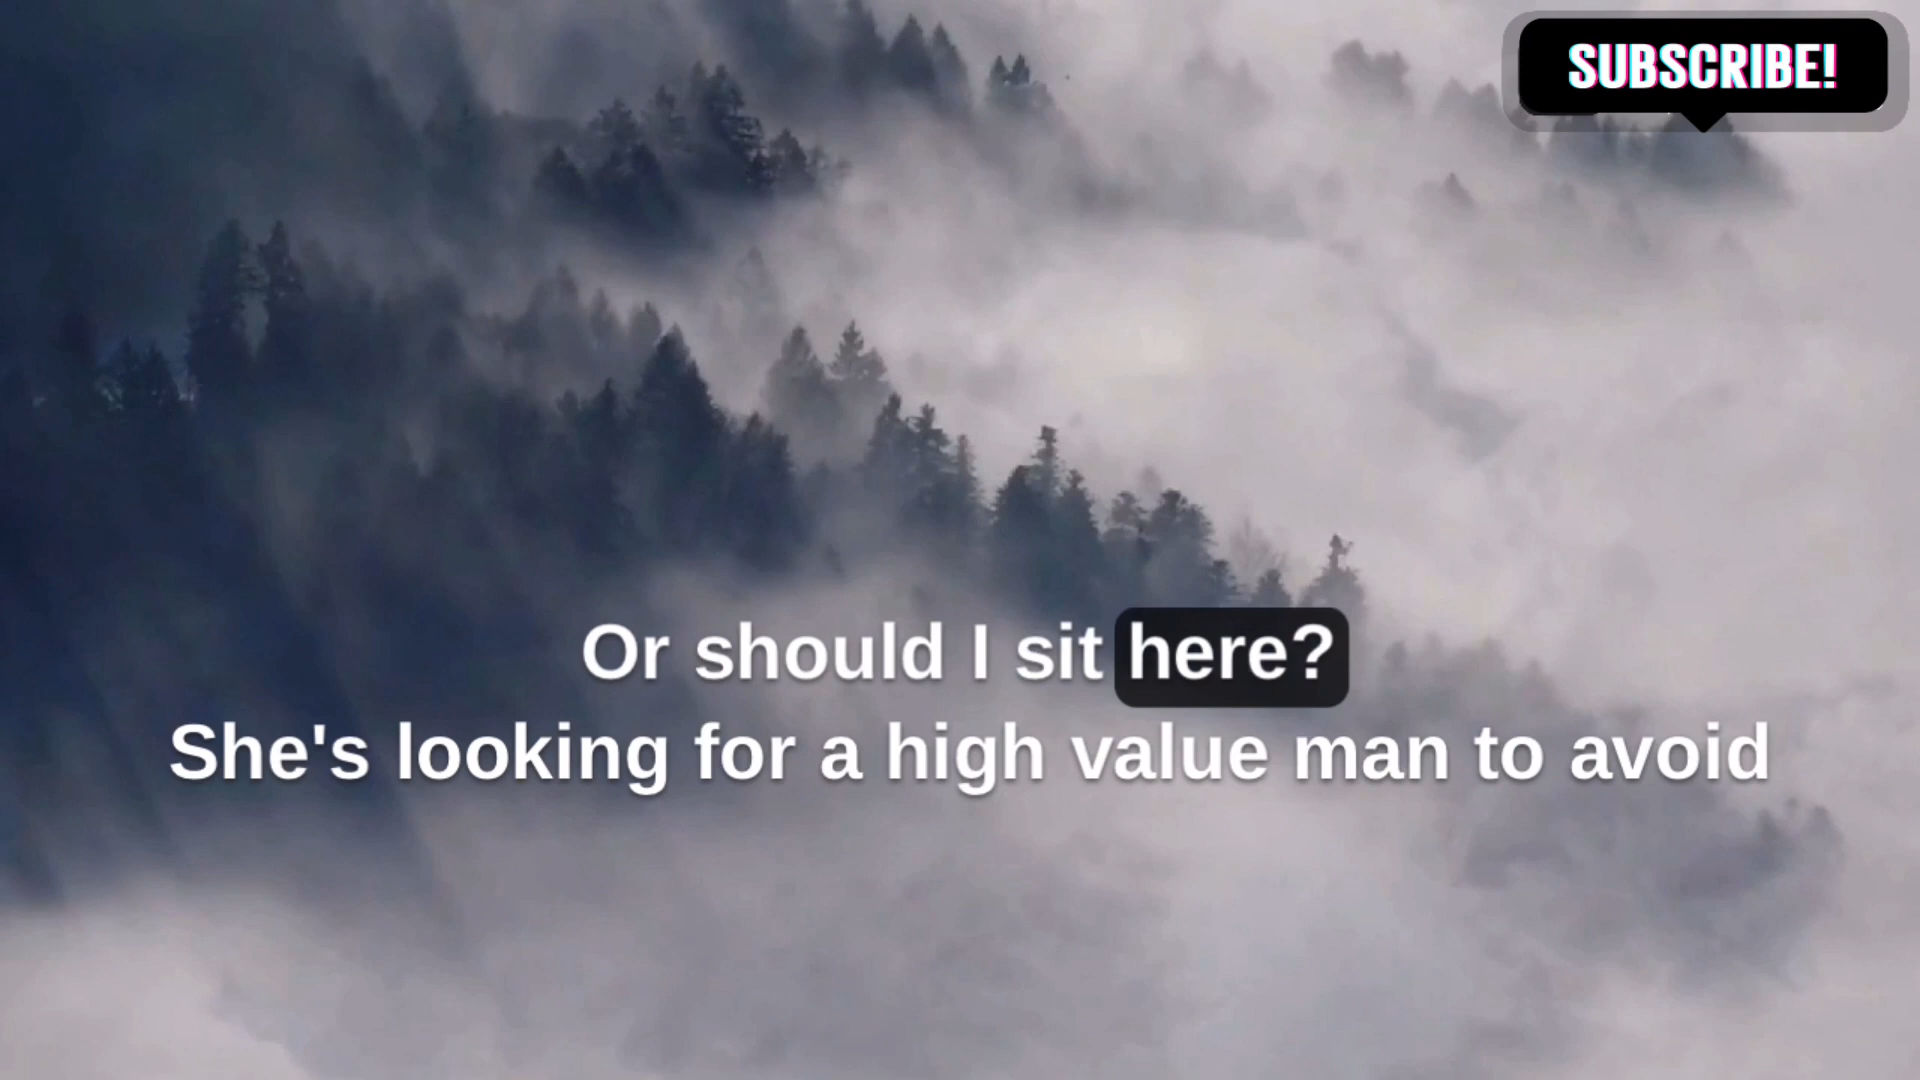 SUBSCRIBE!
Or should I sit here?
She's looking for a high value man to avoid